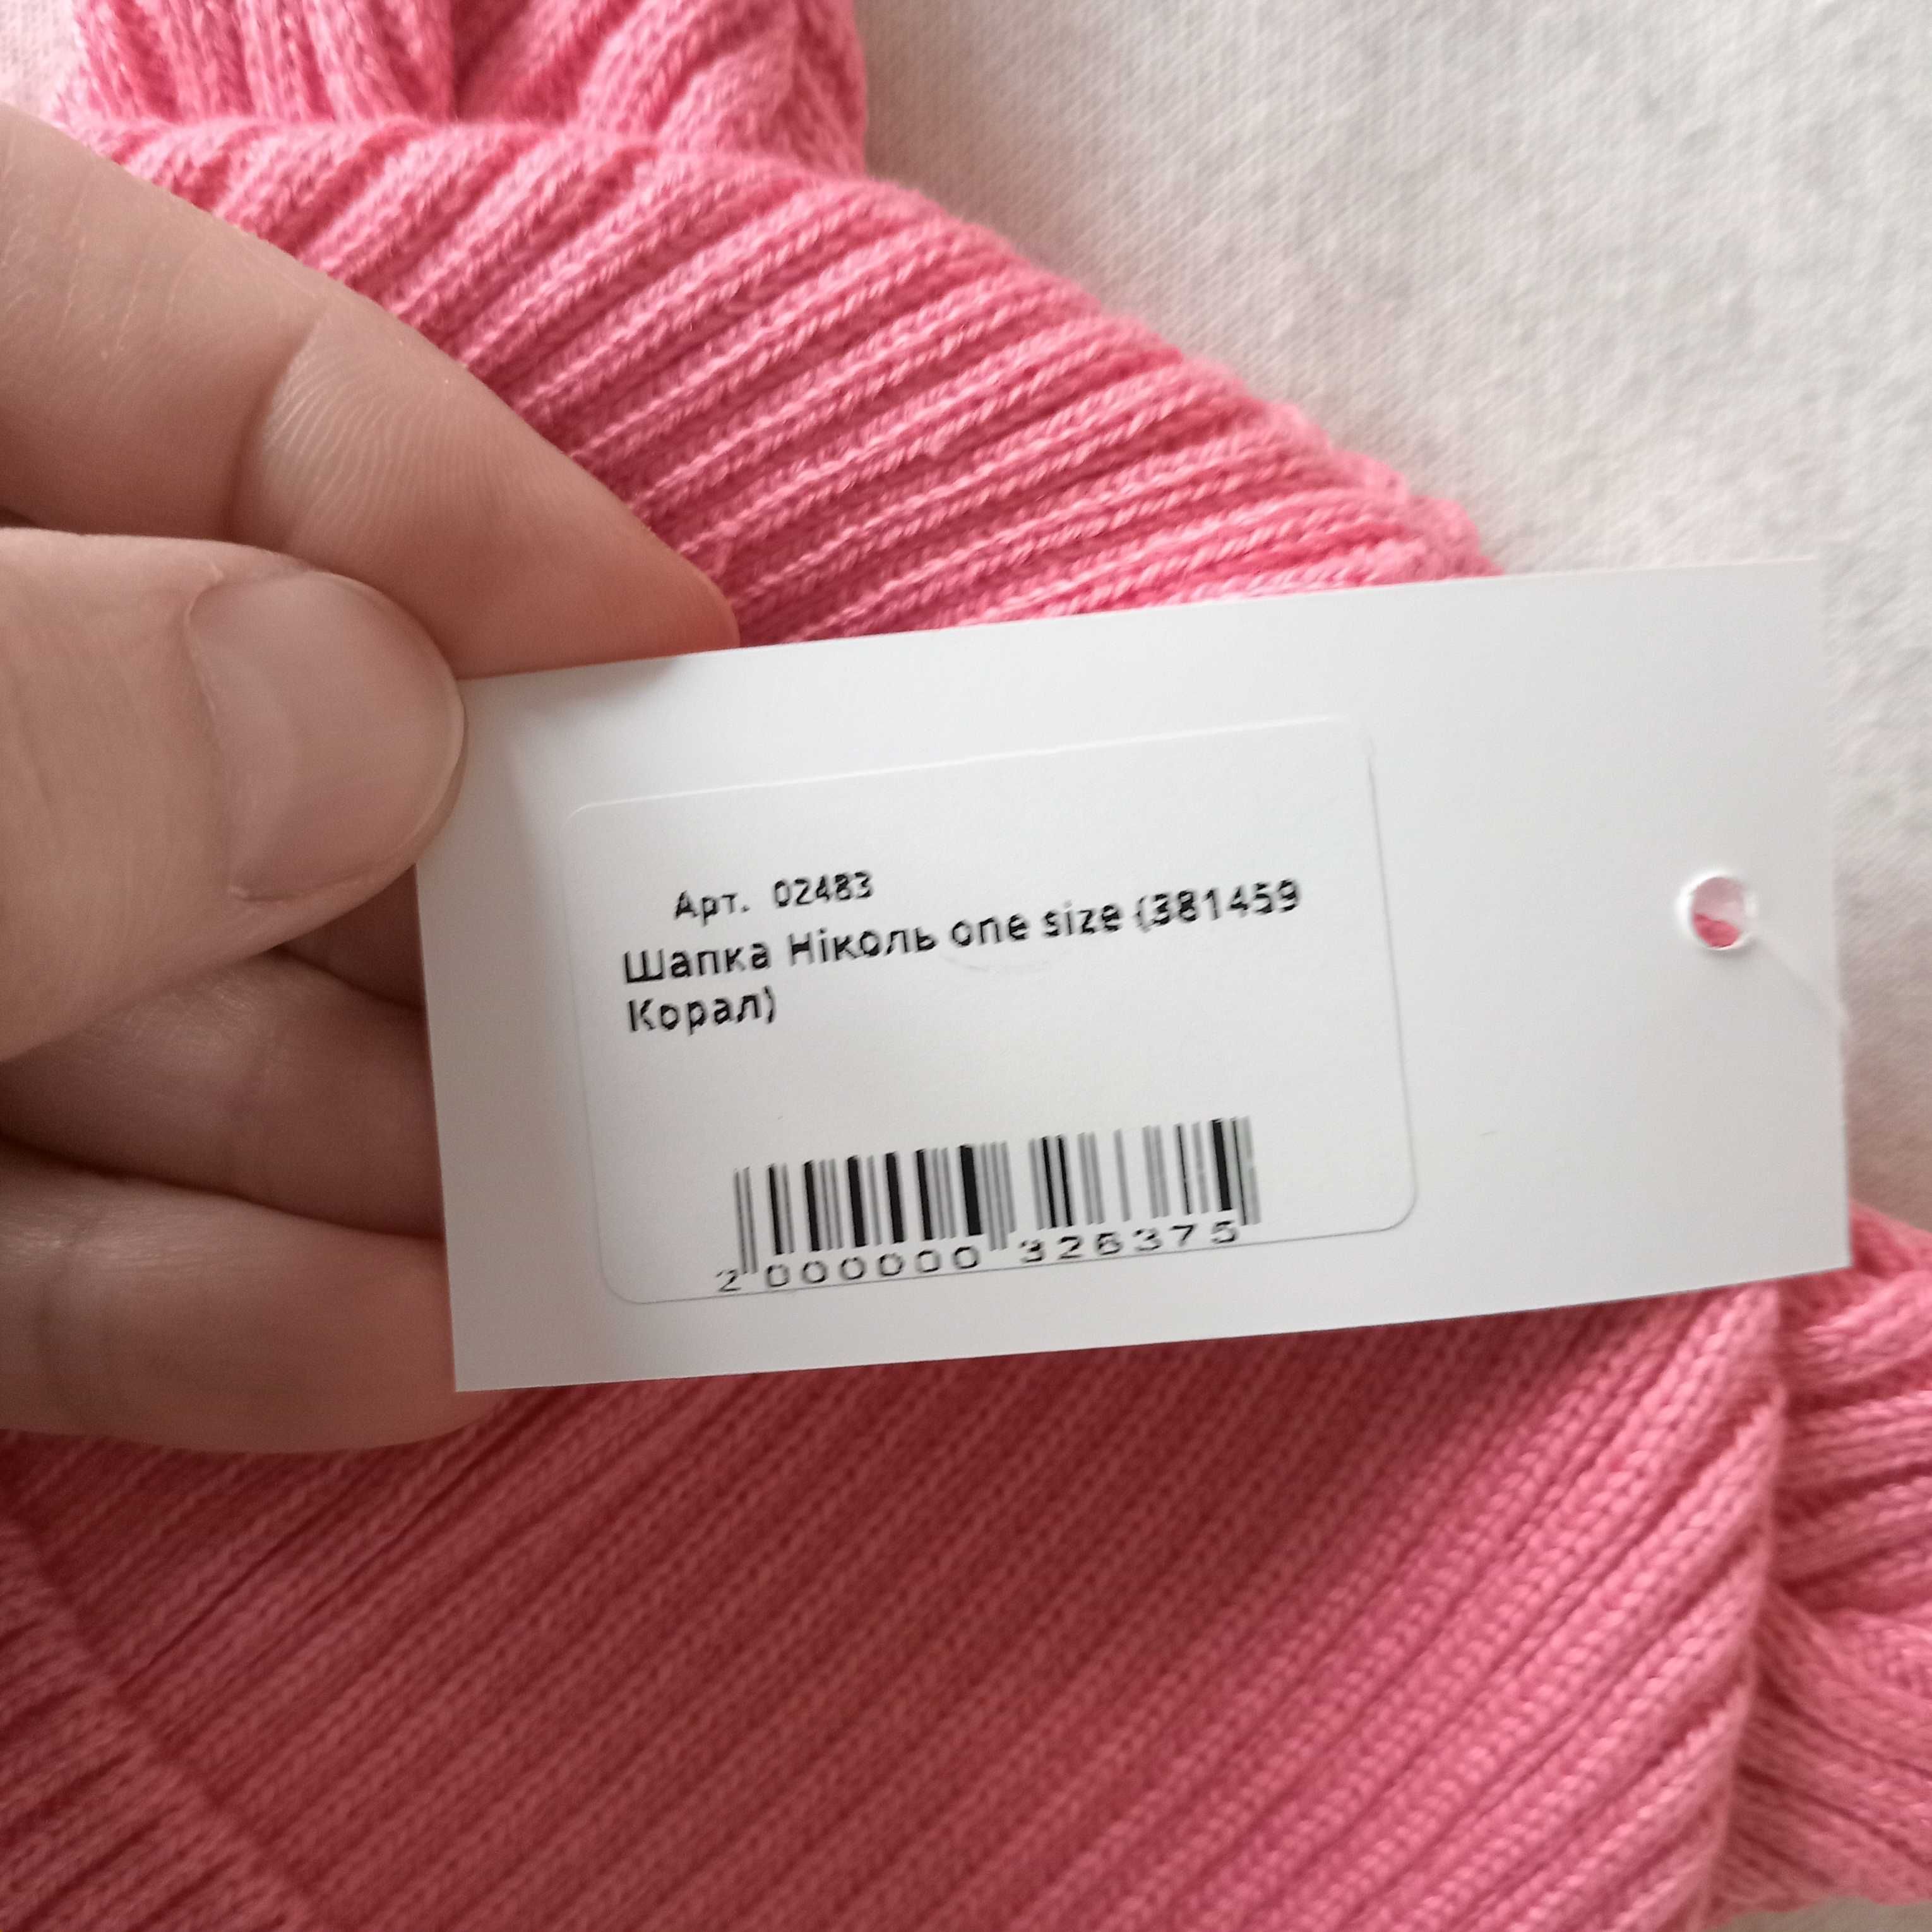 Арт. 02483
Шапка Ніколь one size (381459
Корал)
2 000000 326375